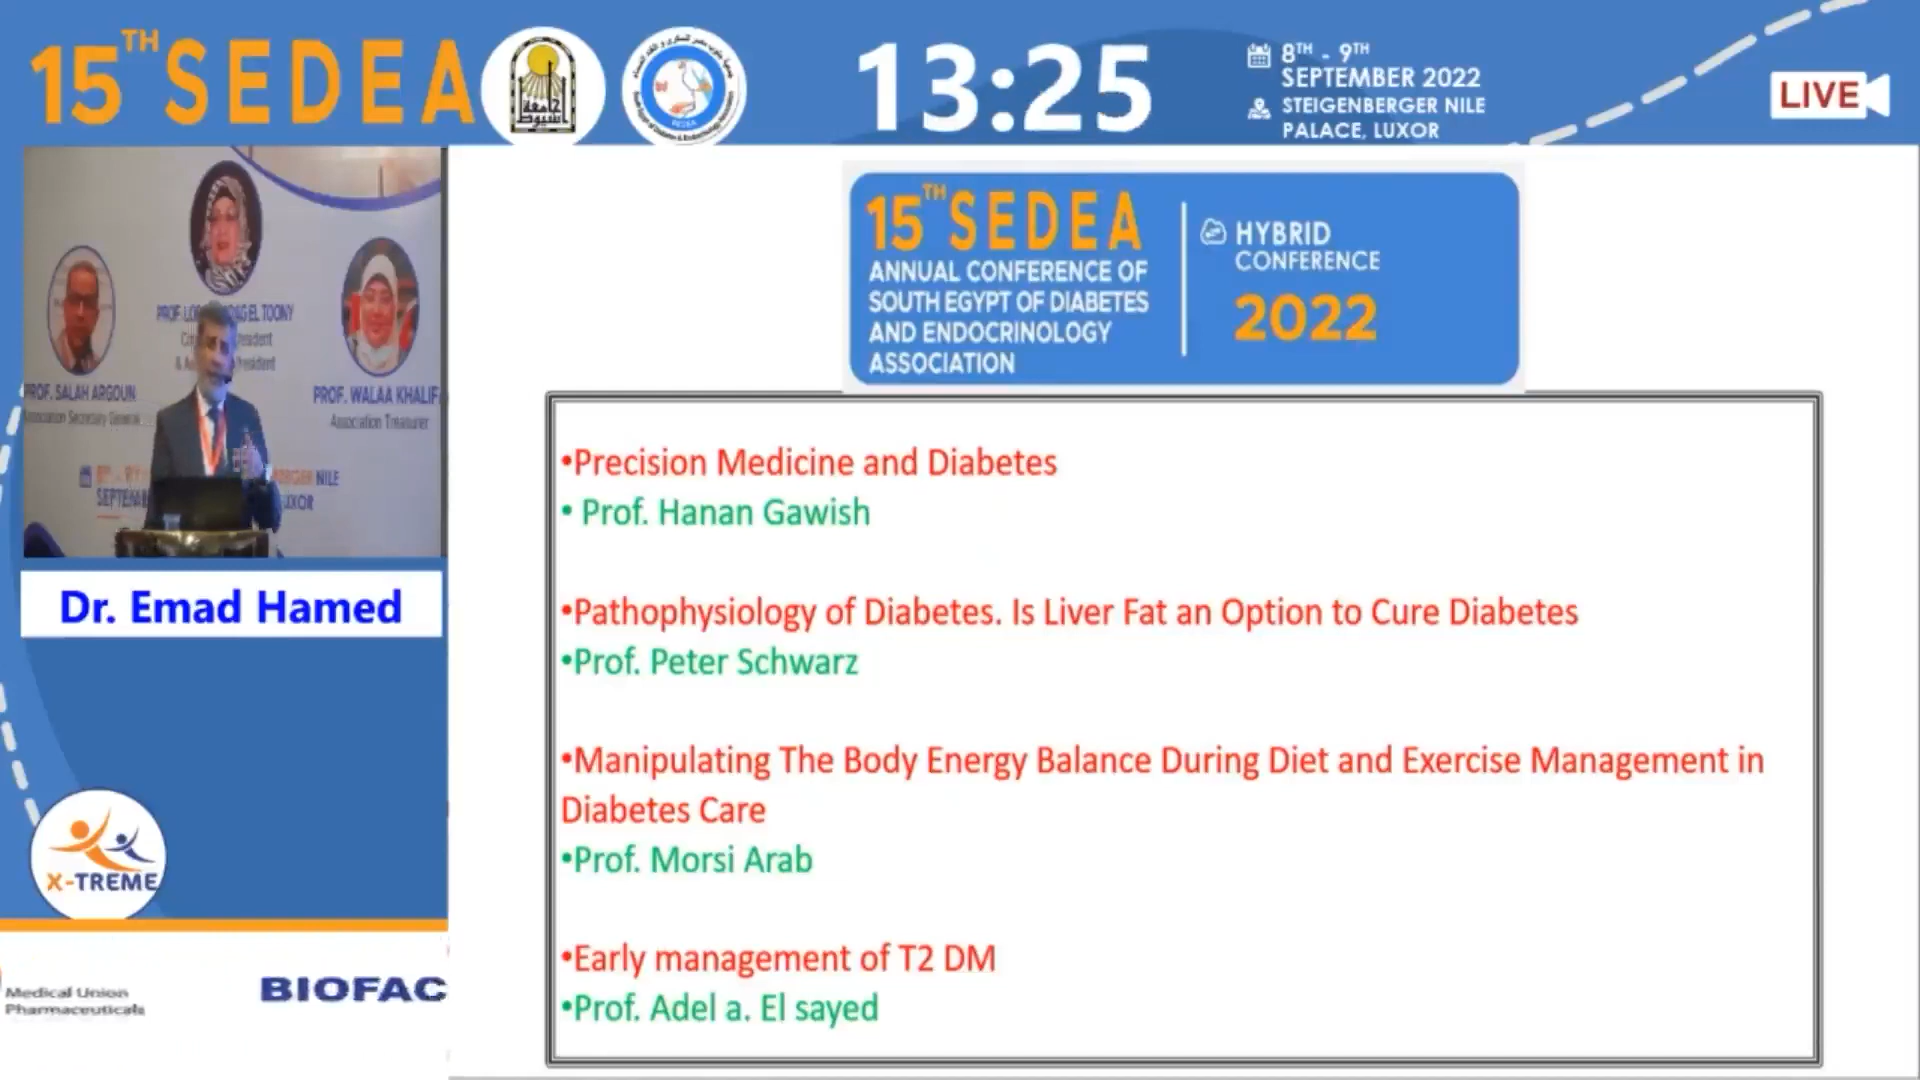 15TH SEDEA
جامعة أسيوط
13:25
8TH - 9TH
SEPTEMBER 2022
STEIGENBERGER NILE
PALACE, LUXOR
LIVE
PROF. SALAH ARGOUN
PROF. WALAA KHALIF
Association Treasurer
NILE
Dr. Emad Hamed
X-TREME
Medical Union
Pharmaceuticals
BIOFAC
15TH SEDEA
ANNUAL CONFERENCE OF
SOUTH EGYPT OF DIABETES
AND ENDOCRINOLOGY
ASSOCIATION
HYBRID
CONFERENCE
2022
•Precision Medicine and Diabetes
• Prof. Hanan Gawish
•Pathophysiology of Diabetes. Is Liver Fat an Option to Cure Diabetes
•Prof. Peter Schwarz
•Manipulating The Body Energy Balance During Diet and Exercise Management in
Diabetes Care
•Prof. Morsi Arab
•Early management of T2 DM
•Prof. Adel a. El sayed